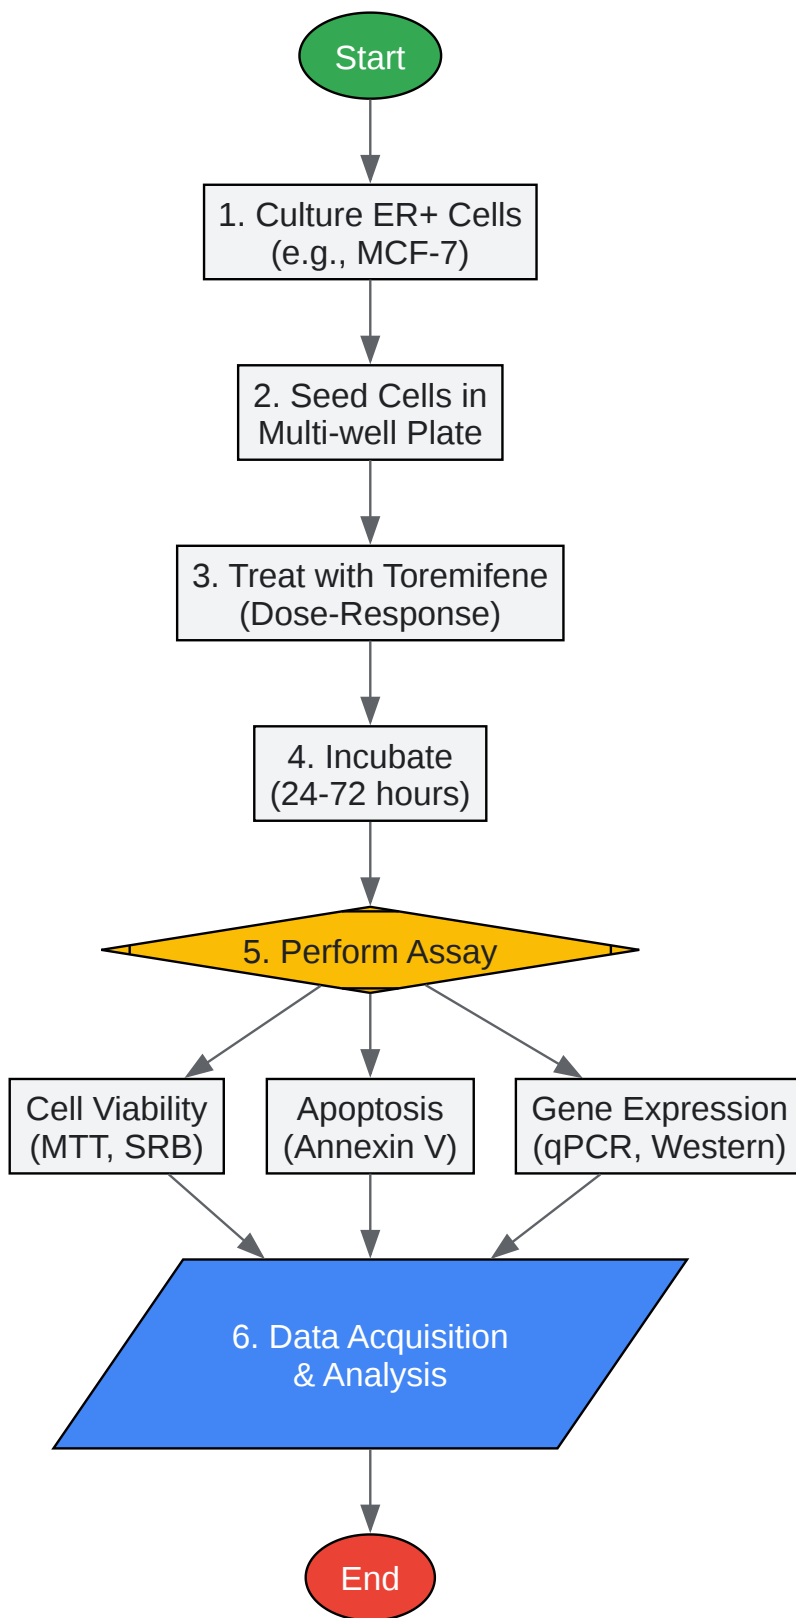 Start
1. Culture ER+ Cells
(e.g., MCF-7)
2. Seed Cells in
Multi-well Plate
3. Treat with Toremifene
(Dose-Response)
4. Incubate
(24-72 hours)
5. Perform Assay
Cell Viability
(MTT, SRB)
Apoptosis
(Annexin V)
Gene Expression
(qPCR, Western)
6. Data Acquisition
& Analysis
End